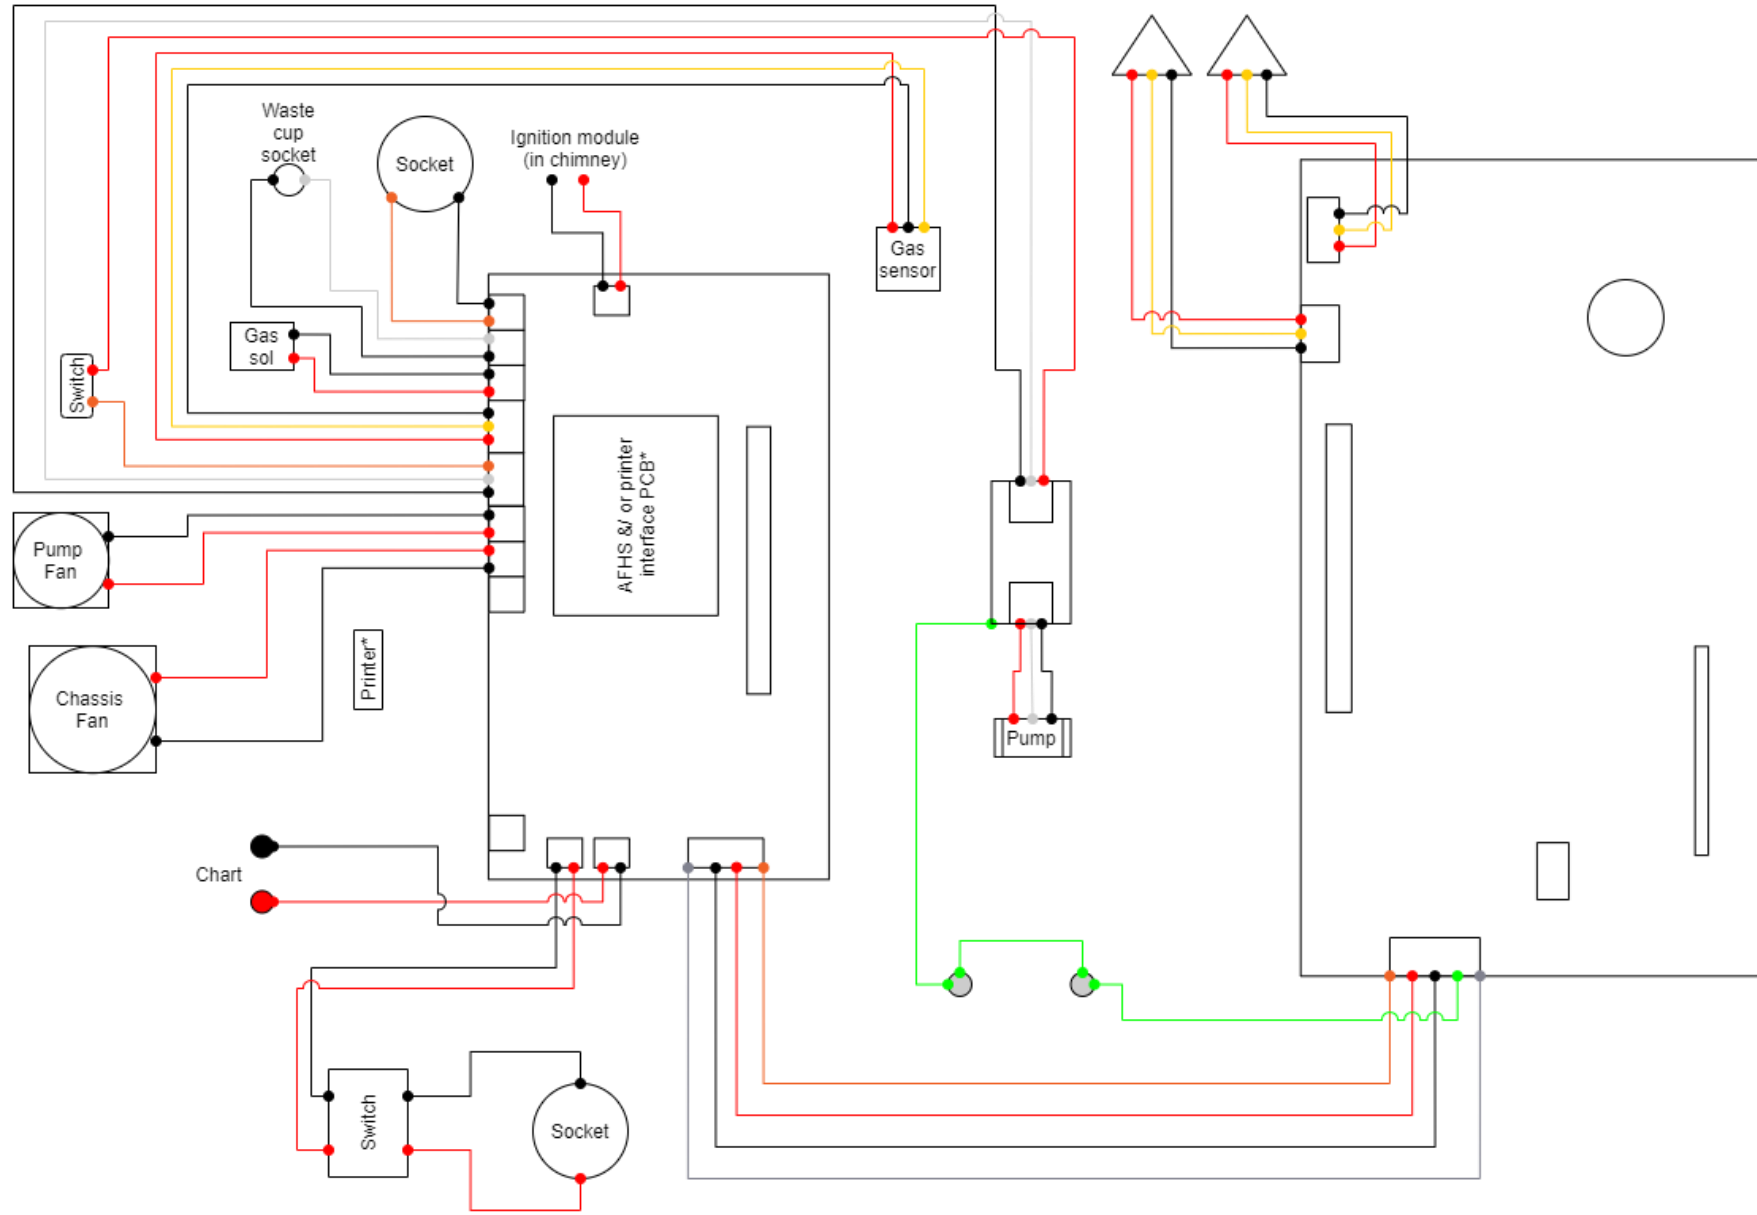 Waste
cup
socket
Socket
Ignition module
(in chimney)
Gas
sensor
Gas
sol
Switch
AFHS &/ or printer
interface PCB*
Pump
Fan
Printer*
Chassis
Fan
Pump
Chart
Switch
Socket